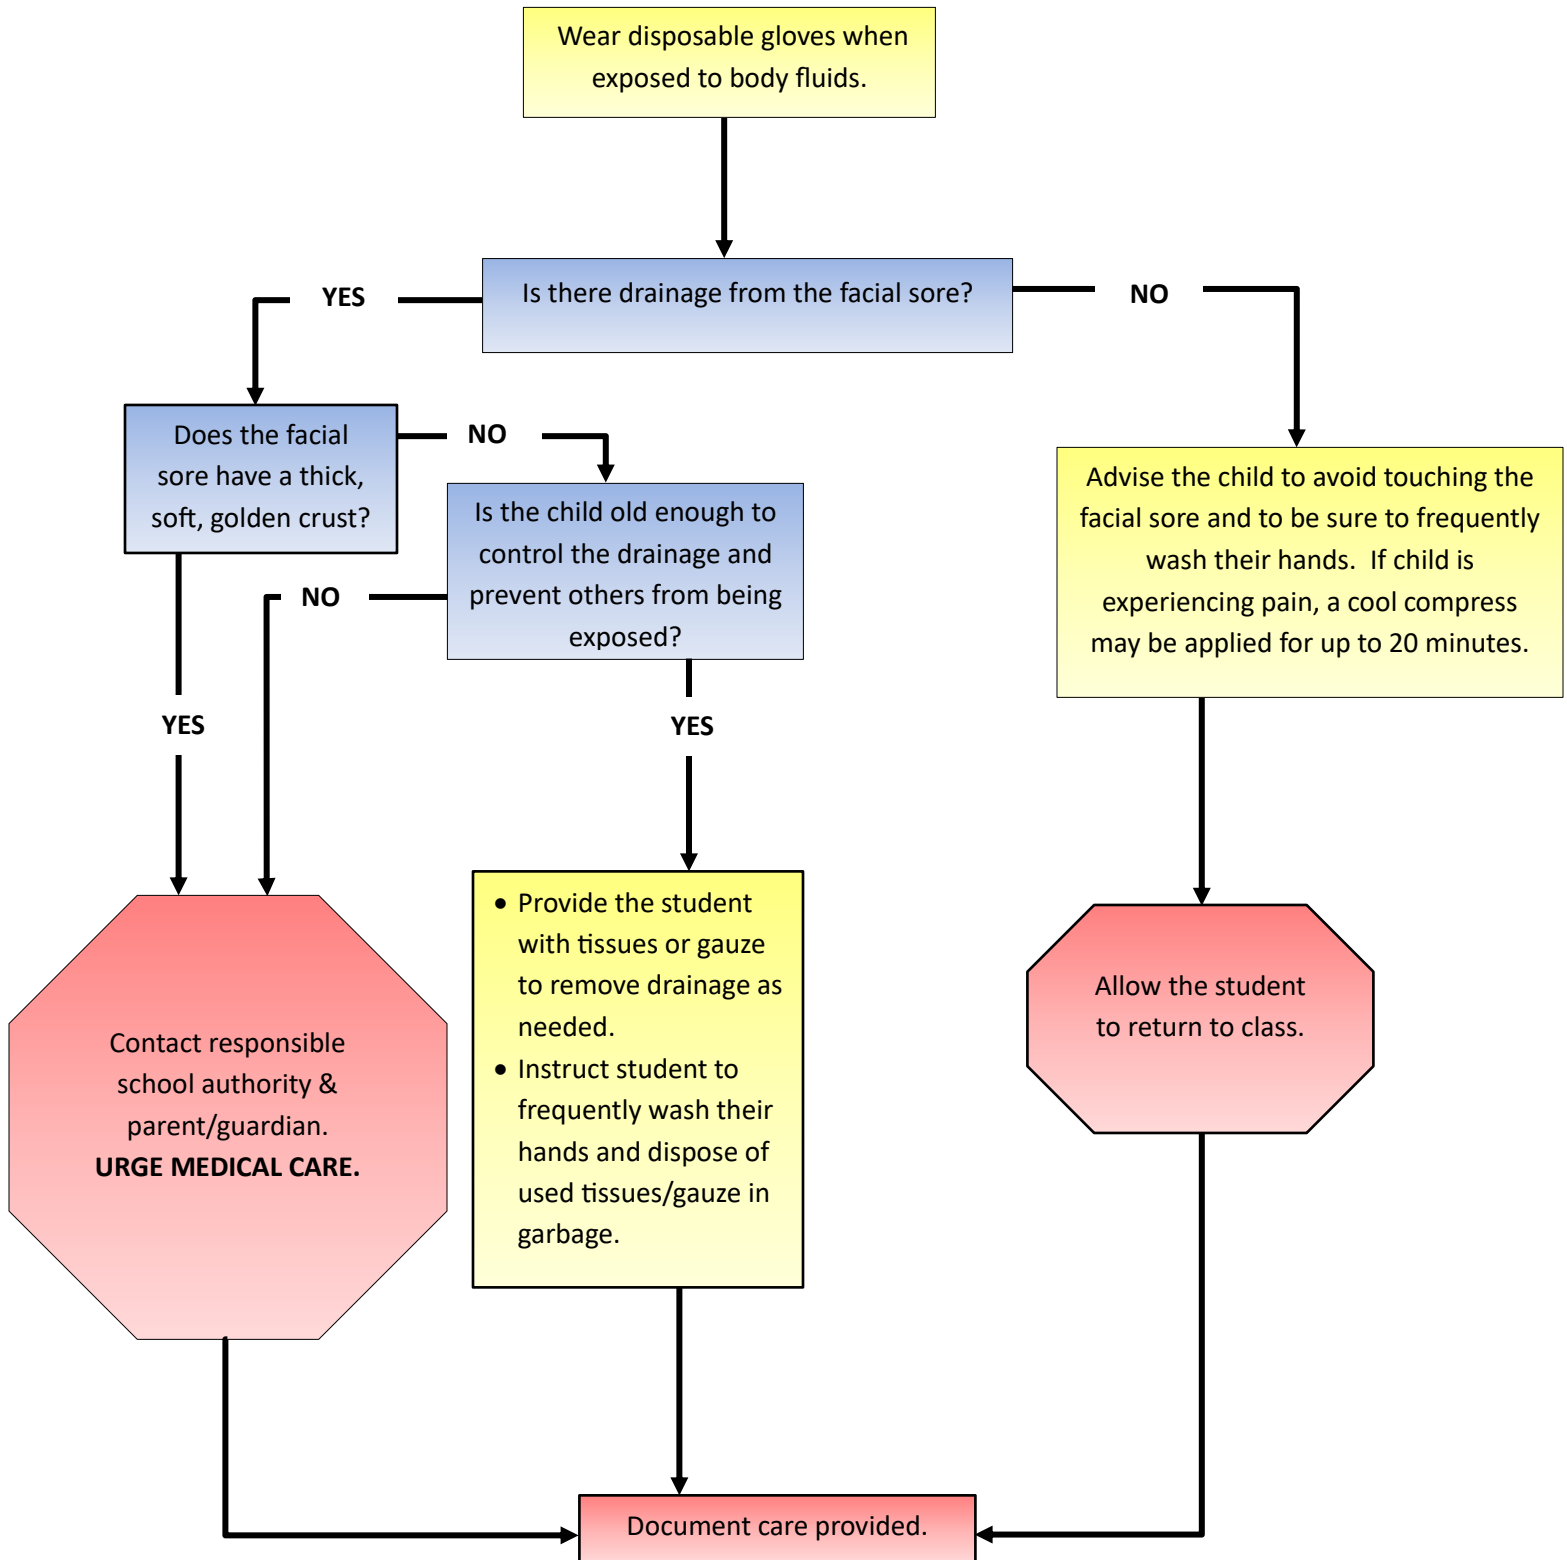 Wear disposable gloves when
exposed to body fluids.
Is there drainage from the facial sore?
YES
NO
Does the facial
sore have a thick,
soft, golden crust?
NO
Is the child old enough to
control the drainage and
prevent others from being
exposed?
Advise the child to avoid touching the
facial sore and to be sure to frequently
wash their hands.  If child is
experiencing pain, a cool compress
may be applied for up to 20 minutes.
NO
YES
YES
• Provide the student
with tissues or gauze
to remove drainage as
needed.
• Instruct student to
frequently wash their
hands and dispose of
used tissues/gauze in
garbage.
Allow the student
to return to class.
Contact responsible
school authority &
parent/guardian.
URGE MEDICAL CARE.
Document care provided.